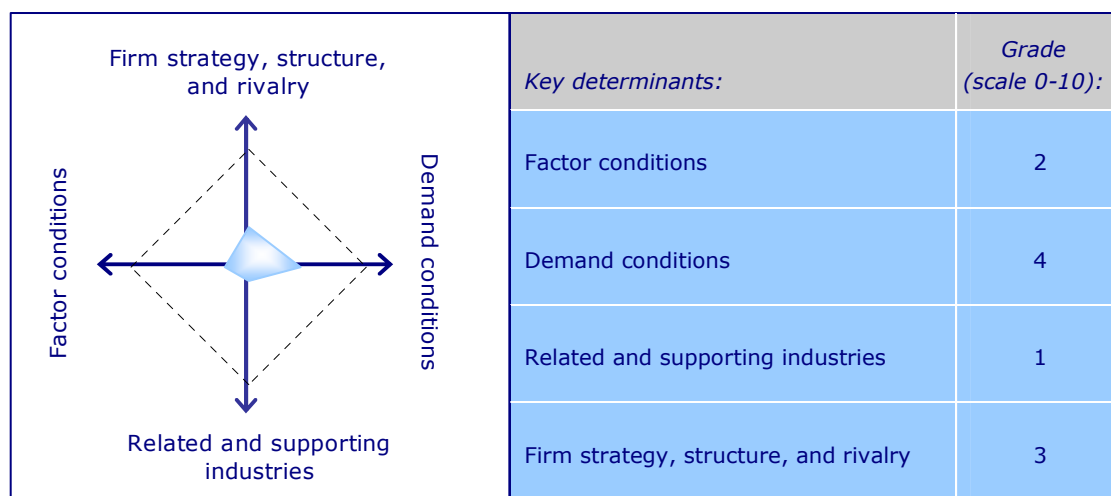 Firm strategy, structure,
and rivalry
Factor conditions
Demand conditions
Related and supporting
industries
Key determinants:
Grade
(scale 0-10):
Factor conditions
2
Demand conditions
4
Related and supporting industries
1
Firm strategy, structure, and rivalry
3